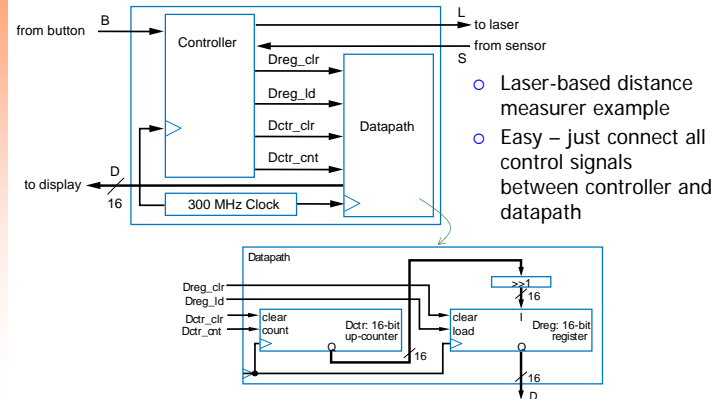 B
L
from button
to laser
Controller
from sensor
S
Dreg_clr
Dreg_ld
Dctr_clr
Dctr_cnt
Datapath
D
to display
16
300 MHz Clock
o Laser-based distance
measurer example
o Easy – just connect all
control signals
between controller and
datapath
Datapath
>>1
16
Dreg_clr
Dreg_ld
Dctr_clr
Dctr_cnt
clear
count
Dctr: 16-bit
up-counter
Q
16
clear
load
I
Dreg: 16-bit
register
Q
16
D